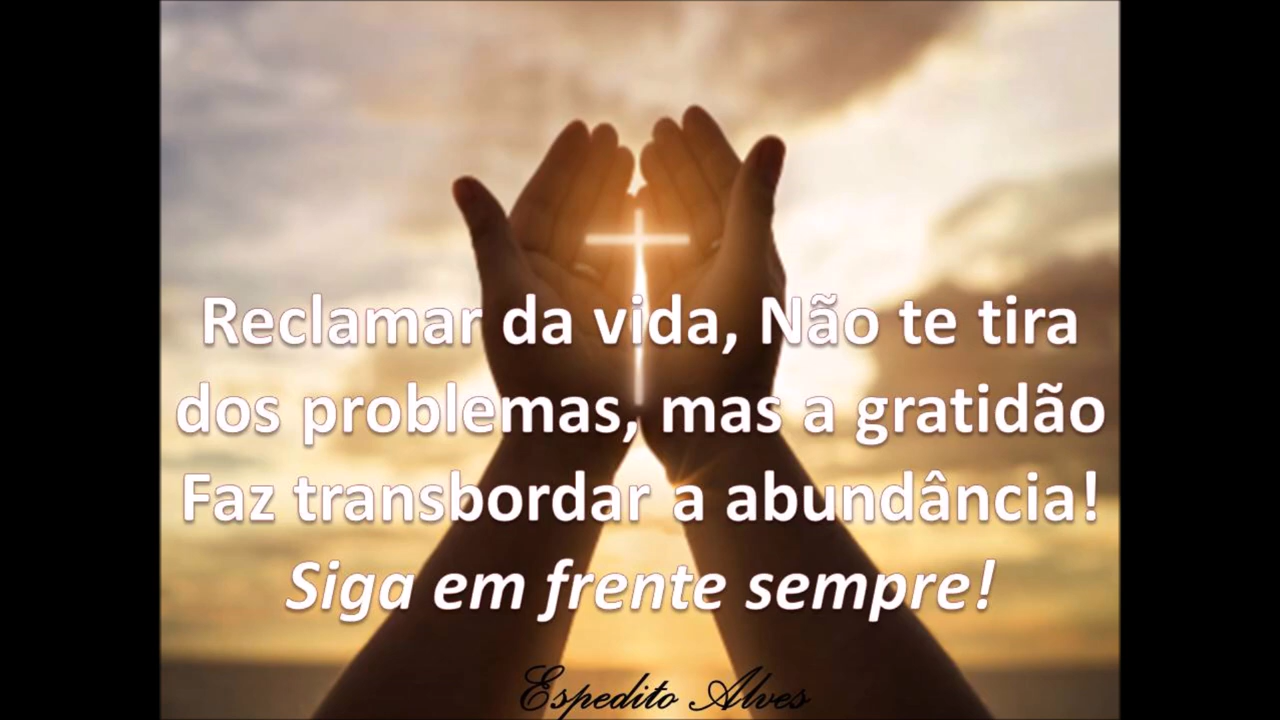 Reclamar da vida, Não te tira
dos problemas, mas a gratidão
Faz transbordar a abundância!
Siga em frente sempre!
Espedito Alves